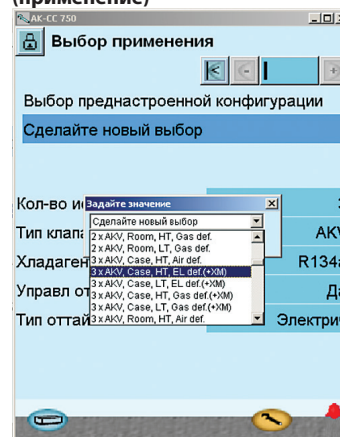 (применение)
AK-CC 750
Выбор применения
Выбор преднастроенной конфигурации
Сделайте новый выбор
Кол-во ис
Задайте значение
3
Сделайте новый выбор
Тип клапа
AKV
2 x AKV, Room, HT, Gas def.
2 x AKV, Room, LT, Gas def.
3 x AKV, Case, HT, Air def.
Хладаген
R134a
3 x AKV, Case, HT, EL def.(+XM)
3 x AKV, Case, LT, EL def.(+XM)
Управл от
Да
3 x AKV, Case, HT, Gas def.(+XM)
3 x AKV, Case, LT, Gas def.(+XM)
Тип оттай
3 x AKV, Room, HT, Air def.
Электрич